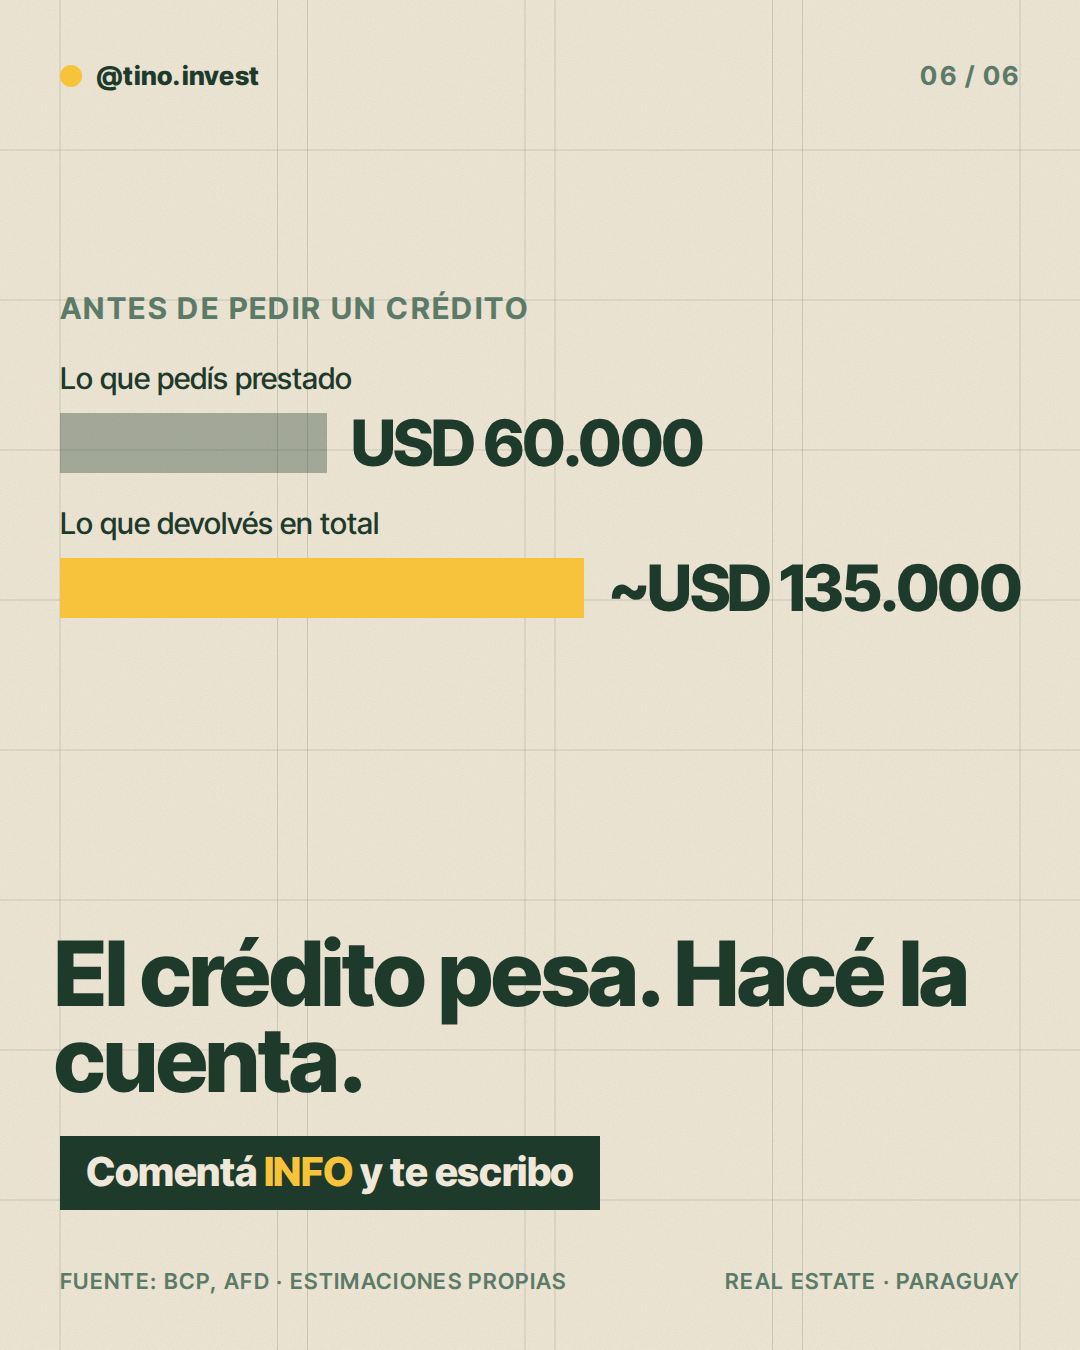 @tino.invest
06 / 06
ANTES DE PEDIR UN CRÉDITO
Lo que pedís prestado
USD 60.000
Lo que devolvés en total
~USD 135.000
El crédito pesa. Hacé la
cuenta.
Comentá INFO y te escribo
FUENTE: BCP, AFD · ESTIMACIONES PROPIAS
REAL ESTATE · PARAGUAY